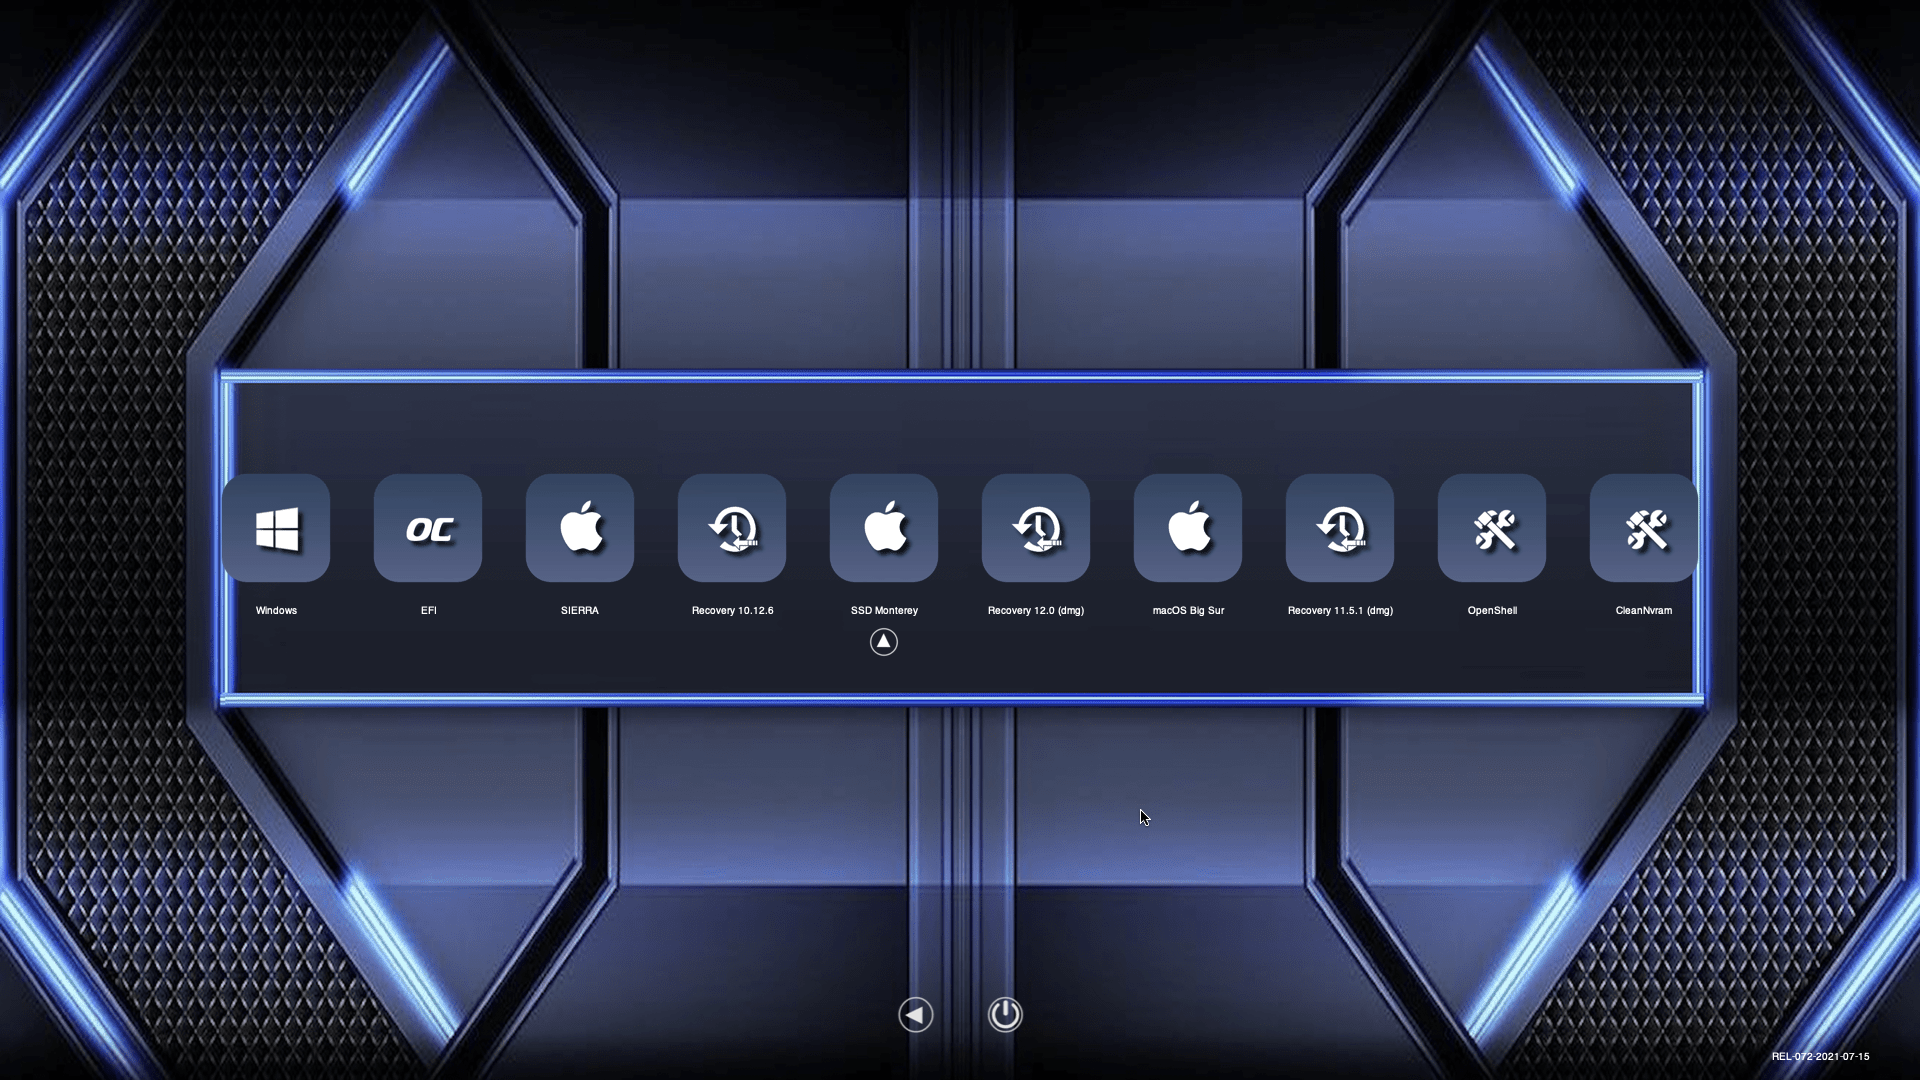 OC
Windows
EFI
SIERRA
Recovery 10.12.6
SSD Monterey
Recovery 12.0 (dmg)
macOS Big Sur
Recovery 11.5.1 (dmg)
OpenShell
CleanNvram
REL-072-2021-07-15